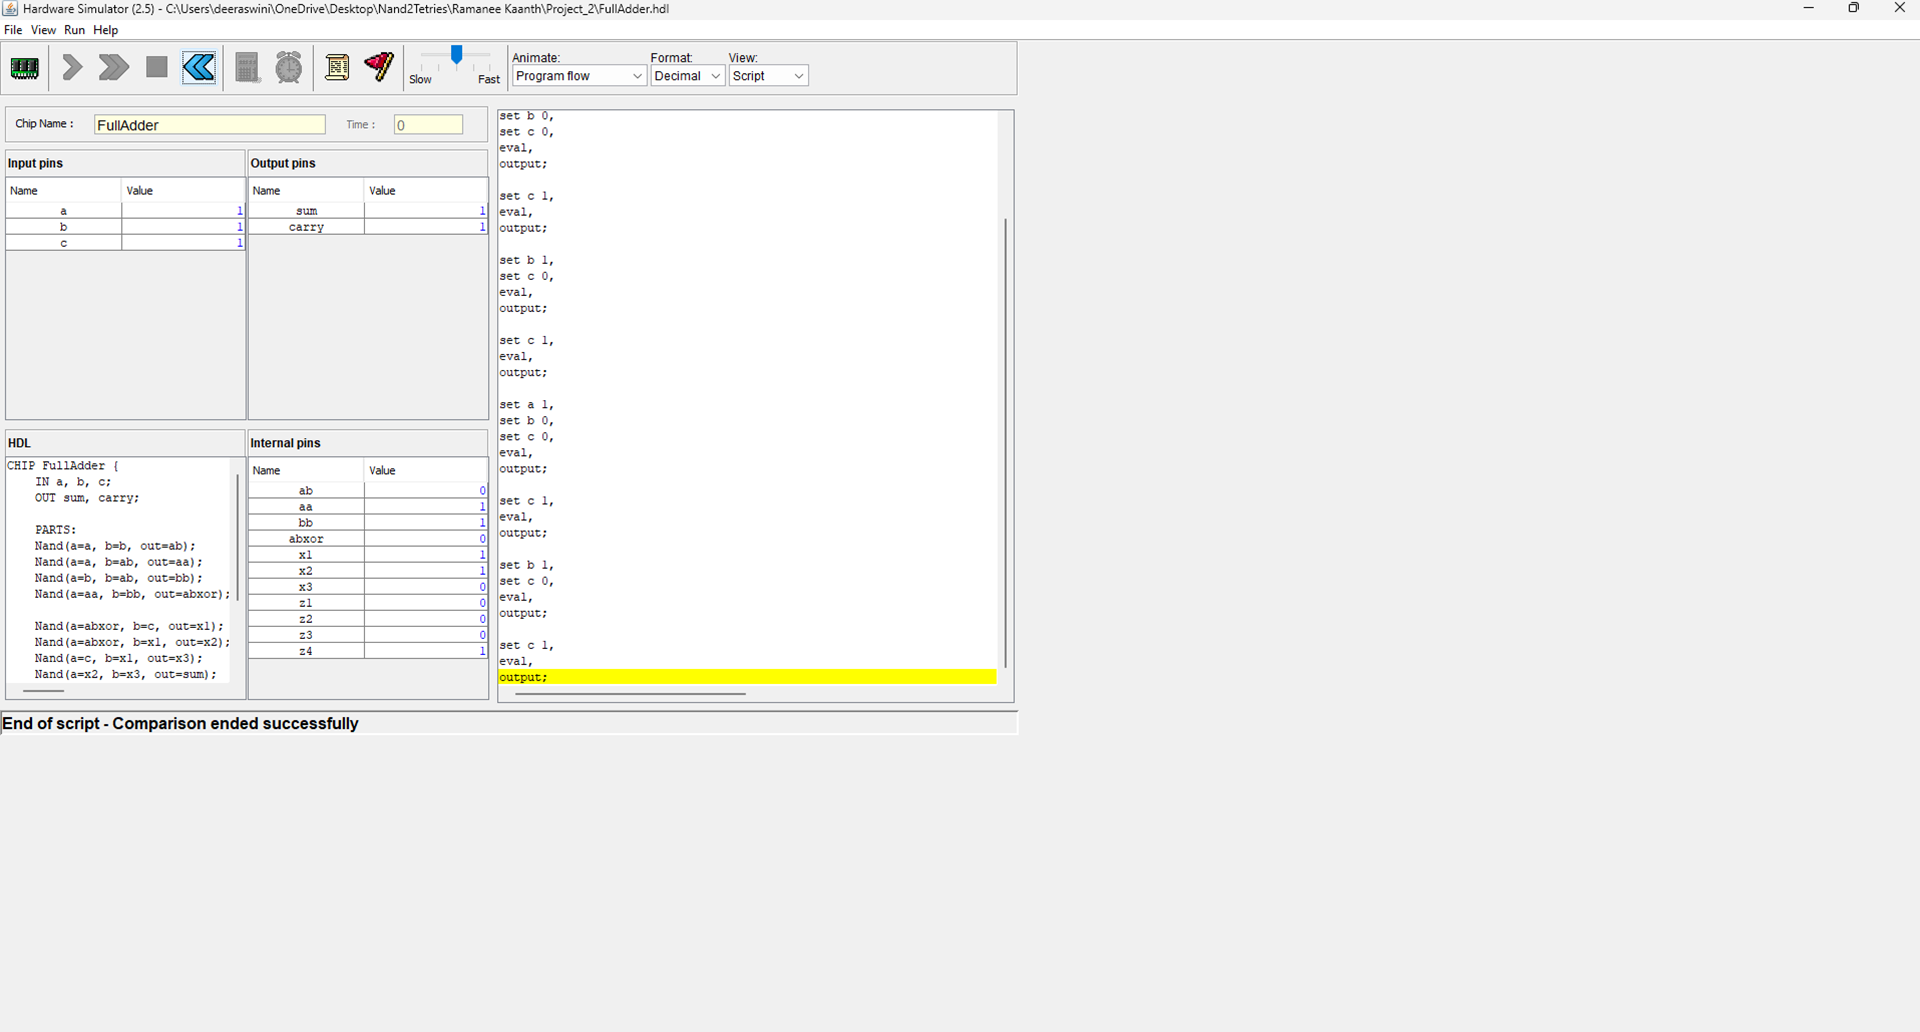 Hardware Simulator (2.5) - C:\Users\deeraswini\OneDrive\Desktop\Nand2Tetries\Ramanee Kaanth\Project_2\FullAdder.hdl
File View Run Help
Slow Fast
Animate: Format: View:
Program flow Decimal Script
Chip Name : FullAdder Time : 0
Input pins
Name Value
a 1
b 1
c 1
Output pins
Name Value
sum 1
carry 1
HDL
CHIP FullAdder {
IN a, b, c;
OUT sum, carry;
PARTS:
Nand(a=a, b=b, out=ab);
Nand(a=a, b=ab, out=aa);
Nand(a=b, b=ab, out=bb);
Nand(a=aa, b=bb, out=abxor);
Nand(a=abxor, b=c, out=x1);
Nand(a=abxor, b=x1, out=x2);
Nand(a=c, b=x1, out=x3);
Nand(a=x2, b=x3, out=sum);
Internal pins
Name Value
ab 0
aa 1
bb 1
abxor 0
x1 1
x2 1
x3 0
z1 0
z2 0
z3 0
z4 1
set b 0,
set c 0,
eval,
output;
set c 1,
eval,
output;
set b 1,
set c 0,
eval,
output;
set c 1,
eval,
output;
set a 1,
set b 0,
set c 0,
eval,
output;
set c 1,
eval,
output;
set b 1,
set c 0,
eval,
output;
set c 1,
eval,
output;
End of script - Comparison ended successfully